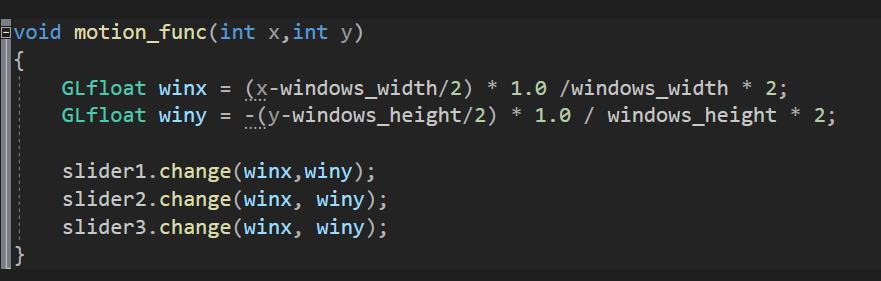 void motion_func(int x,int y)
{
GLfloat winx = (x-windows_width/2) * 1.0 /windows_width * 2;
GLfloat winy = -(y-windows_height/2) * 1.0 / windows_height * 2;
slider1.change(winx,winy);
slider2.change(winx, winy);
slider3.change(winx, winy);
}